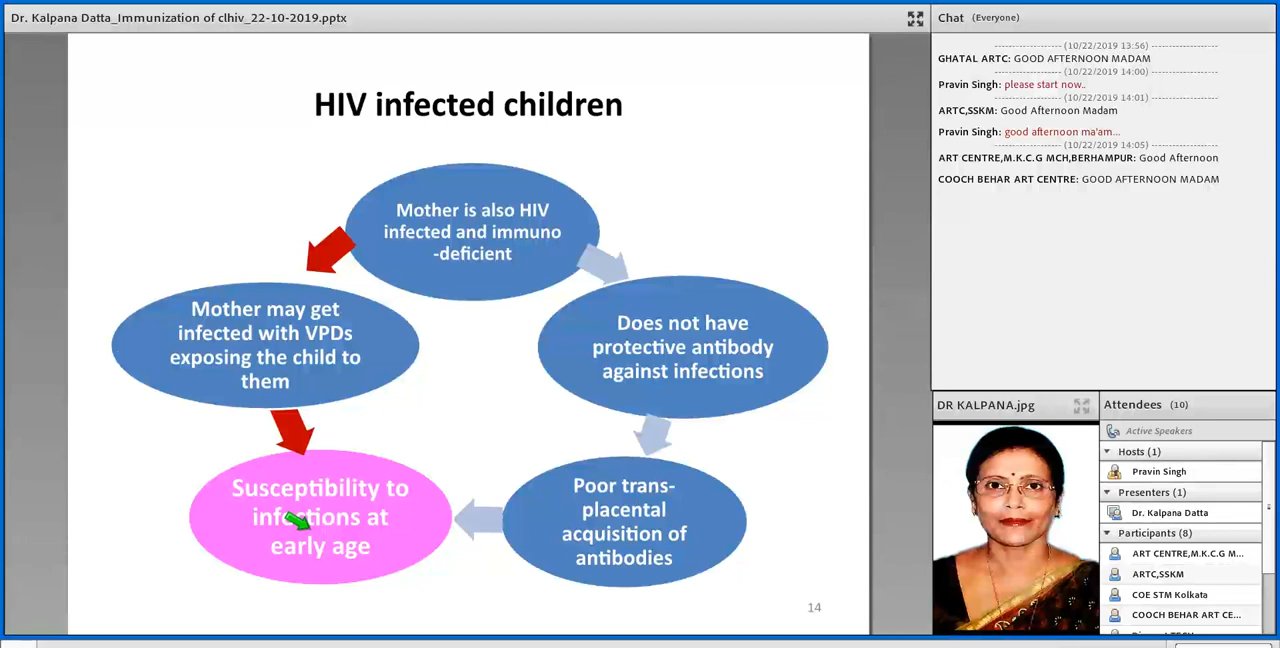 Dr. Kalpana Datta_Immunization of clhiv_22-10-2019.pptx
HIV infected children
Mother is also HIV
infected and immuno
-deficient
Mother may get
infected with VPDs
exposing the child to
them
Does not have
protective antibody
against infections
Susceptibility to
infections at
early age
Poor trans-
placental
acquisition of
antibodies
14
Chat (Everyone)
------------------- (10/22/2019 13:56) -------------------
GHATAL ARTC: GOOD AFTERNOON MADAM
------------------- (10/22/2019 14:00) -------------------
Pravin Singh: please start now..
------------------- (10/22/2019 14:01) -------------------
ARTC,SSKM: Good Afternoon Madam
Pravin Singh: good afternoon ma'am...
------------------- (10/22/2019 14:05) -------------------
ART CENTRE,M.K.C.G MCH,BERHAMPUR: Good Afternoon
COOCH BEHAR ART CENTRE: GOOD AFTERNOON MADAM
DR KALPANA.jpg
Attendees (10)
Active Speakers
Hosts (1)
Pravin Singh
Presenters (1)
Dr. Kalpana Datta
Participants (8)
ART CENTRE,M.K.C.G M...
ARTC,SSKM
COE STM Kolkata
COOCH BEHAR ART CE...